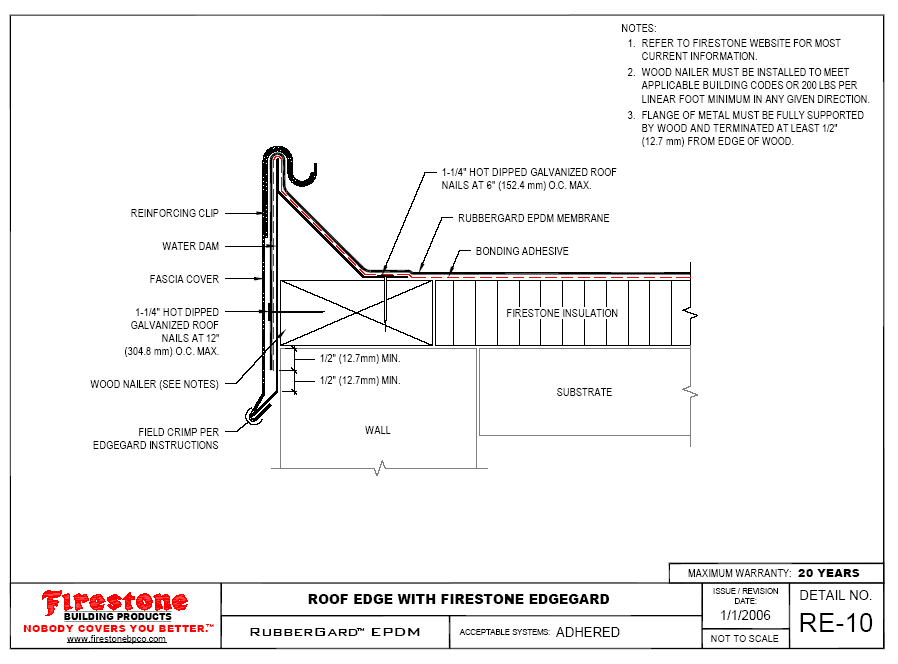 NOTES:
1. REFER TO FIRESTONE WEBSITE FOR MOST
CURRENT INFORMATION.
2. WOOD NAILER MUST BE INSTALLED TO MEET
APPLICABLE BUILDING CODES OR 200 LBS PER
LINEAR FOOT MINIMUM IN ANY GIVEN DIRECTION.
3. FLANGE OF METAL MUST BE FULLY SUPPORTED
BY WOOD AND TERMINATED AT LEAST 1/2"
(12.7 mm) FROM EDGE OF WOOD.
1-1/4" HOT DIPPED GALVANIZED ROOF
NAILS AT 6" (152.4 mm) O.C. MAX.
RUBBERGARD EPDM MEMBRANE
BONDING ADHESIVE
REINFORCING CLIP
WATER DAM
FASCIA COVER
1-1/4" HOT DIPPED
GALVANIZED ROOF
NAILS AT 12"
(304.8 mm) O.C. MAX.
WOOD NAILER (SEE NOTES)
FIELD CRIMP PER
EDGEGARD INSTRUCTIONS
FIRESTONE INSULATION
1/2" (12.7mm) MIN.
1/2" (12.7mm) MIN.
SUBSTRATE
WALL
MAXIMUM WARRANTY: 20 YEARS
Firestone
BUILDING PRODUCTS
NOBODY COVERS YOU BETTER.™
www.firestonebpco.com
ROOF EDGE WITH FIRESTONE EDGEGARD
RUBBERGARD™ EPDM
ACCEPTABLE SYSTEMS: ADHERED
ISSUE / REVISION
DATE:
1/1/2006
NOT TO SCALE
DETAIL NO.
RE-10